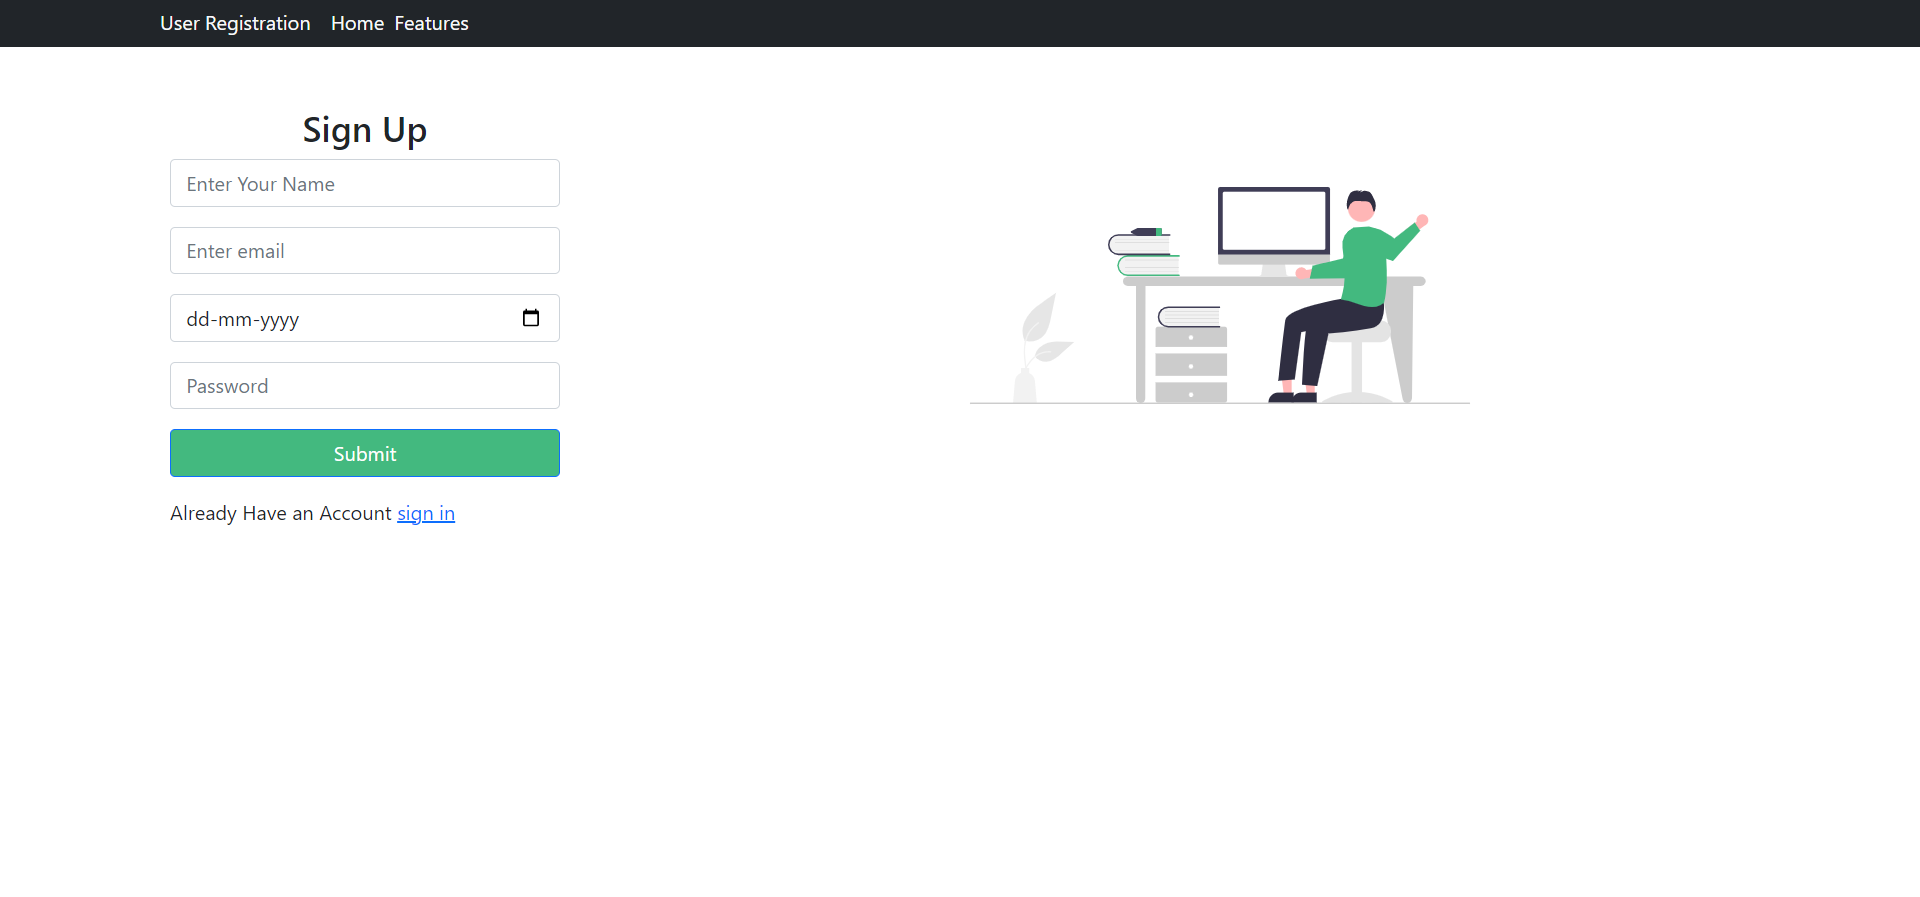 User Registration Home Features
Sign Up
Enter Your Name
Enter email
dd-mm-yyyy
Password
Submit
Already Have an Account sign in